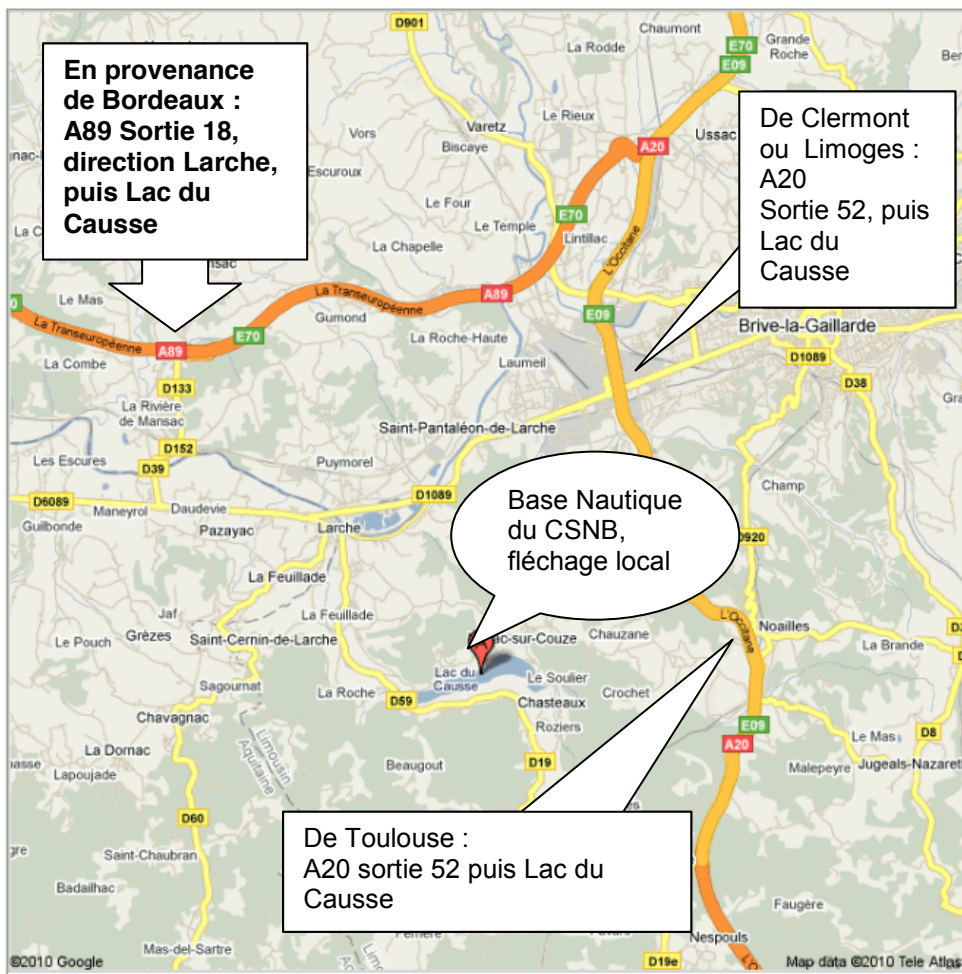 En provenance
de Bordeaux :
A89 Sortie 18,
direction Larche,
puis Lac du
Causse
De Clermont
ou Limoges :
A20
Sortie 52, puis
Lac du
Causse
Base Nautique
du CSNB,
fléchage local
De Toulouse :
A20 sortie 52 puis Lac du
Causse
D901
Chaumont
Grande
Roche
La Rodde
E70
E09
Le Rieux
Ussac
Varetz
Biscaye
Vors
Escuroux
A20
Le Four
Le Temple
E70
Lintillac
L'Occitane
La Chapelle
Le Mas
La Transeuropéenne
A89
Gumond
E09
La Transeuropéenne
E70
La Roche-Haute
Brive-la-Gaillarde
A89
La Combe
Laumeil
D1089
D133
D38
La Rivière
de Mansac
Saint-Pantaléon-de-Larche
D152
Les Escures
D39
Puymorel
D6089
Maneyrol
Daudevie
D1089
Champ
Guilbonde
Pazayac
Larche
D920
La Feuillade
Jaf
La Feuillade
L'Occitane
Noailles
Le Pouch
Grèzes
Saint-Cernin-de-Larche
Chauzane
La Brande
Lac du
Causse
Le Soulier
Sagournat
La Roche
D59
Chasteaux
Crochet
Chavagnac
Roziers
E09
A20
Le Mas
D8
La Dornac
Limousin
Aquitaine
Beaugout
D19
Malepeyre
Jugeals-Nazareth
Lapoujade
D60
Saint-Chaubran
Badailhac
Faugère
Mas-del-Sartre
Nespouls
D19e
©2010 Google
Map data ©2010 Tele Atlas